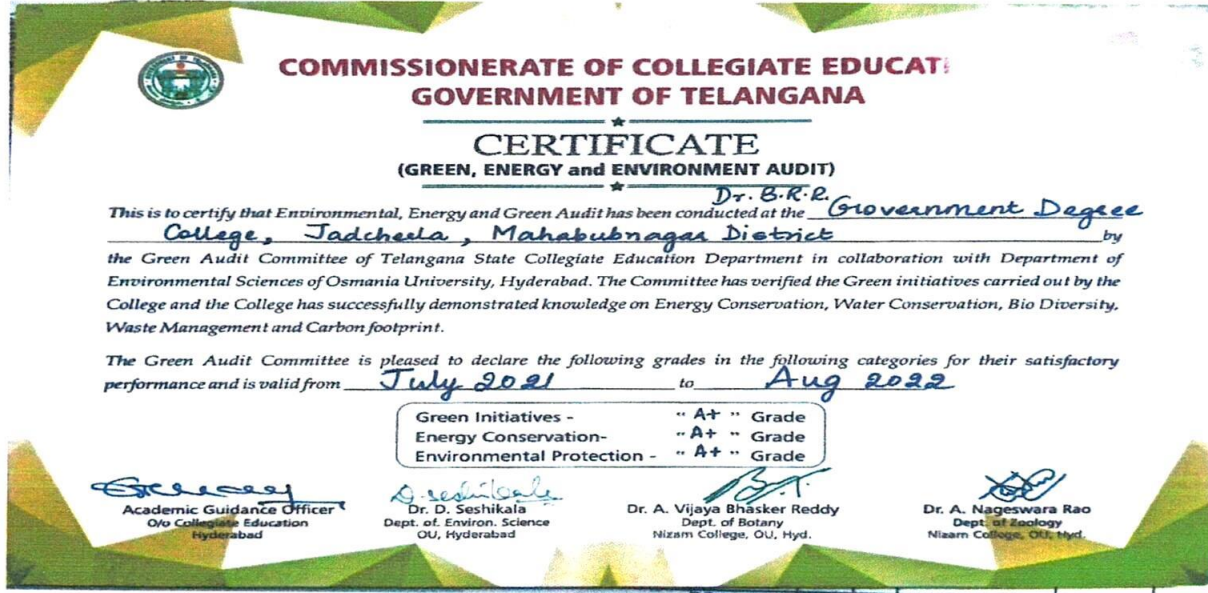 COMMISSIONERATE OF COLLEGIATE EDUCATI
GOVERNMENT OF TELANGANA
CERTIFICATE
(GREEN, ENERGY and ENVIRONMENT AUDIT)
Dr. B.R.R.
This is to certify that Environmental, Energy and Green Audit has been conducted at the Government Degree
College, Jadcherla, Mahabubnagar District by
the Green Audit Committee of Telangana State Collegiate Education Department in collaboration with Department of
Environmental Sciences of Osmania University, Hyderabad. The Committee has verified the Green initiatives carried out by the
College and the College has successfully demonstrated knowledge on Energy Conservation, Water Conservation, Bio Diversity,
Waste Management and Carbon footprint.
The Green Audit Committee is pleased to declare the following grades in the following categories for their satisfactory
performance and is valid from July 2021 to Aug 2022
Green Initiatives - " A+ " Grade
Energy Conservation- " A+ " Grade
Environmental Protection - " A+ " Grade
D. Seshikala
Academic Guidance Officer Dr. D. Seshikala Dr. A. Vijaya Bhasker Reddy Dr. A. Nageswara Rao
O/o Collegiate Education Dept. of. Environ. Science Dept. of Botany Dept. of Zoology
Hyderabad OU, Hyderabad Nizam College, OU, Hyd. Nizam College, OU, Hyd.